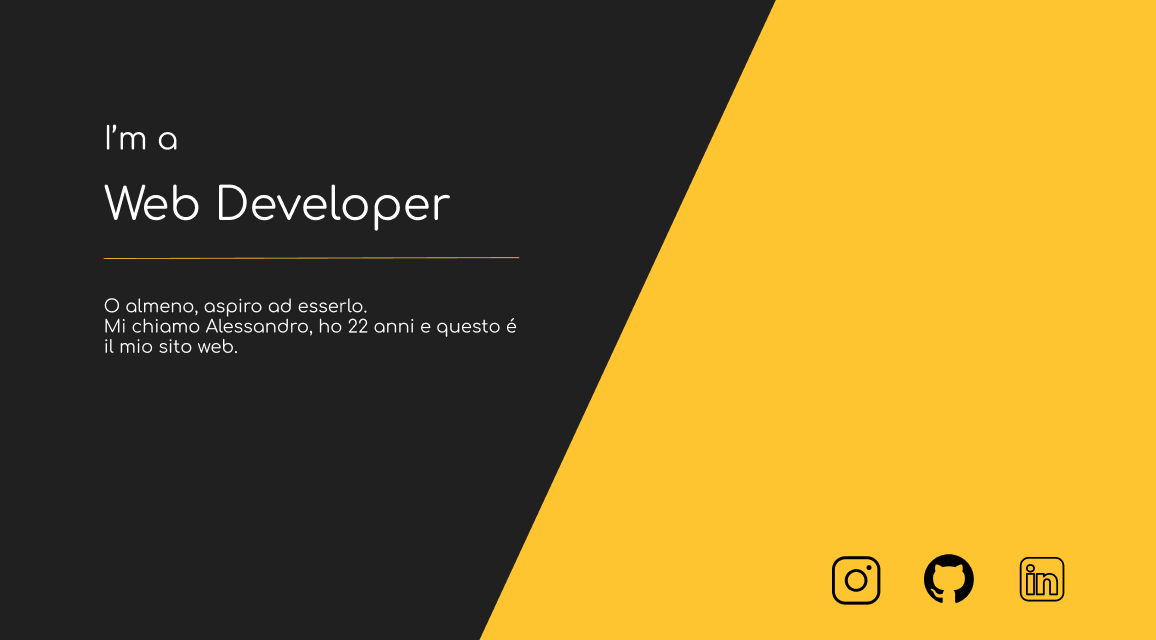 I'm a
Web Developer
O almeno, aspiro ad esserlo.
Mi chiamo Alessandro, ho 22 anni e questo é
il mio sito web.
in